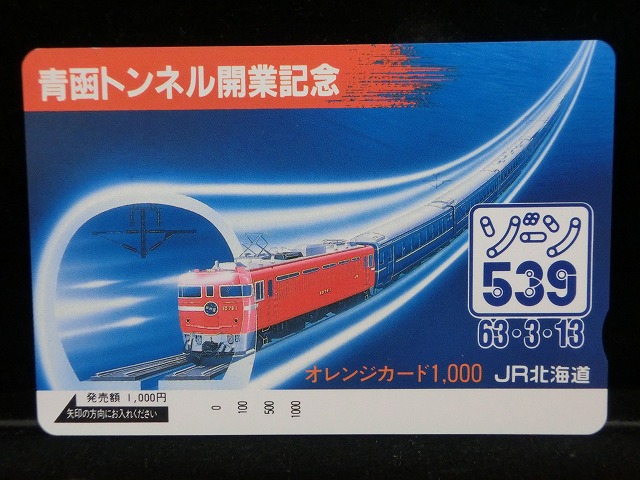 青函トンネル開業記念
ゾーン
539
63・3・13
オレンジカード1,000 JR北海道
発売額 1,000円
矢印の方向にお入れください
0 100 500 1000